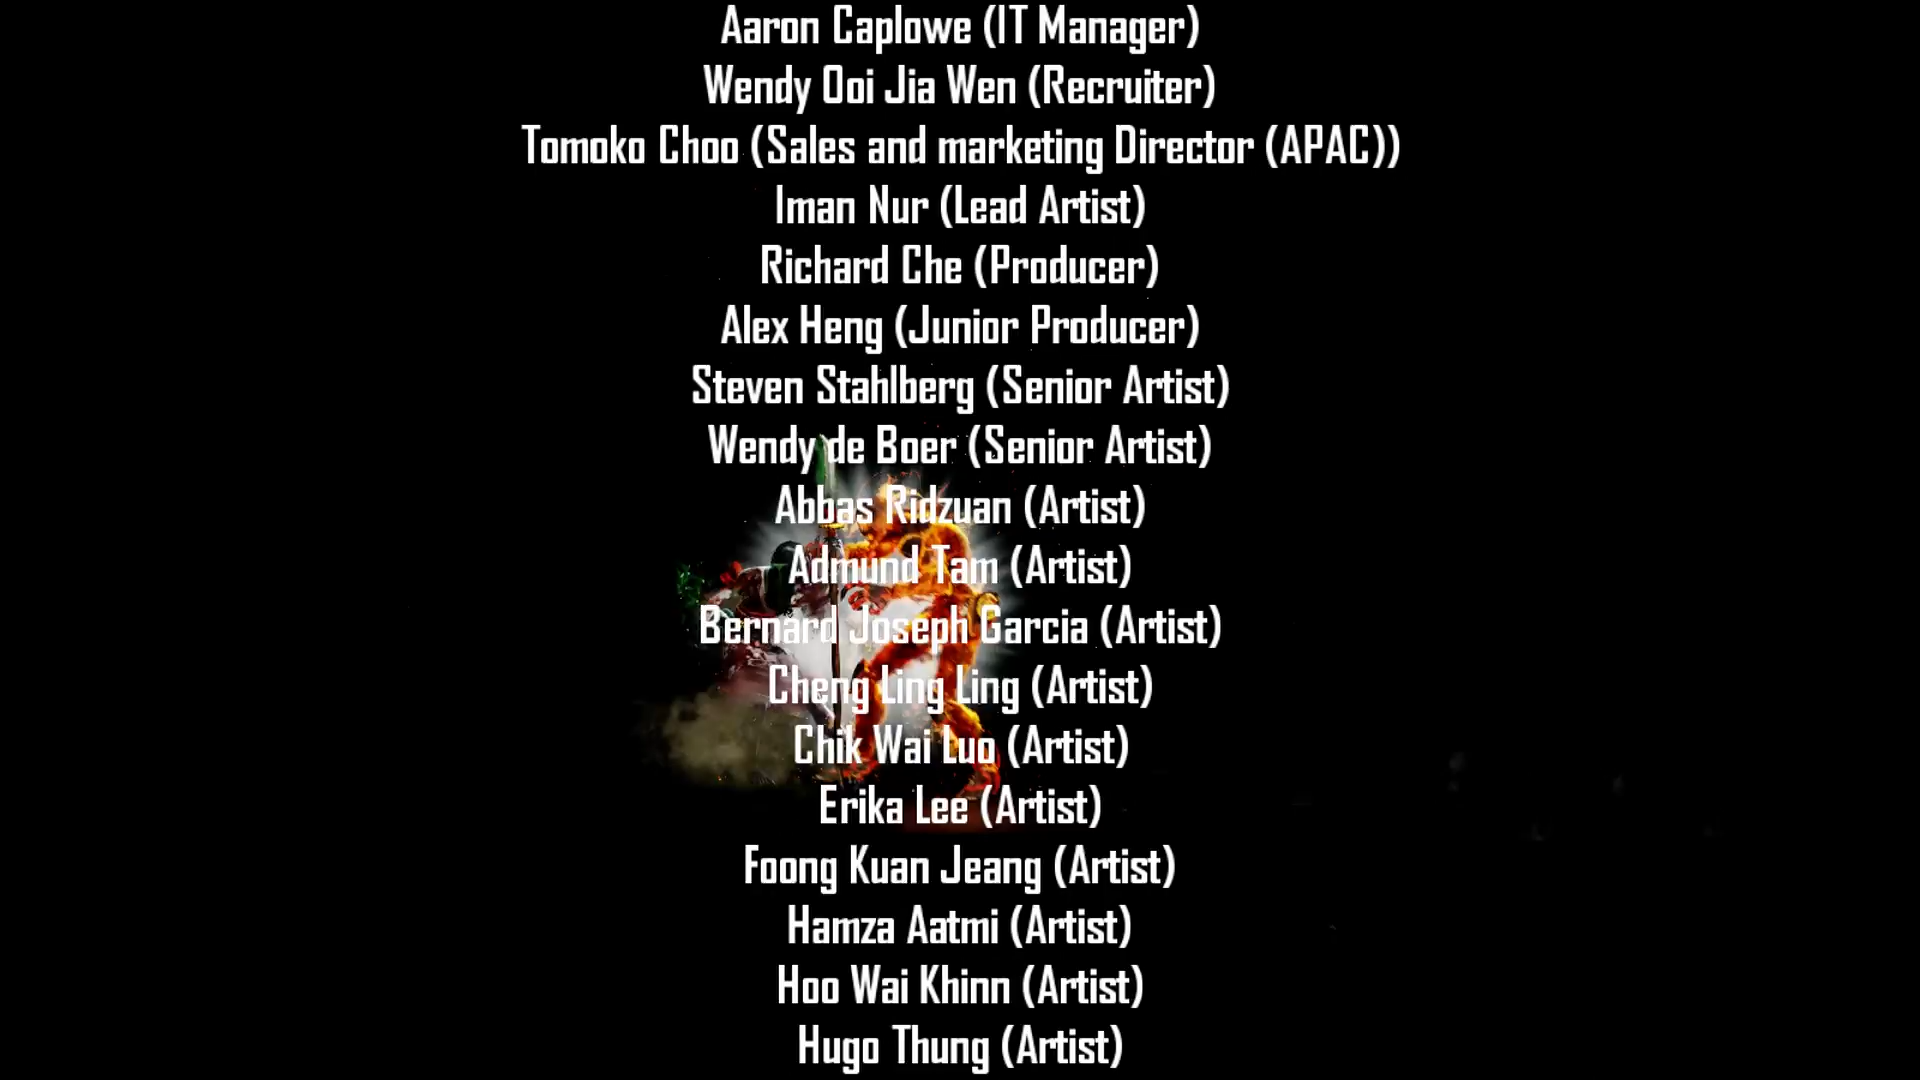 Aaron Caplowe (IT Manager)
Wendy Ooi Jia Wen (Recruiter)
Tomoko Choo (Sales and marketing Director (APAC))
Iman Nur (Lead Artist)
Richard Che (Producer)
Alex Heng (Junior Producer)
Steven Stahlberg (Senior Artist)
Wendy de Boer (Senior Artist)
Abbas Ridzuan (Artist)
Admund Tam (Artist)
Bernard Joseph Garcia (Artist)
Cheng Ling Ling (Artist)
Chik Wai Luo (Artist)
Erika Lee (Artist)
Foong Kuan Jeang (Artist)
Hamza Aatmi (Artist)
Hoo Wai Khinn (Artist)
Hugo Thung (Artist)